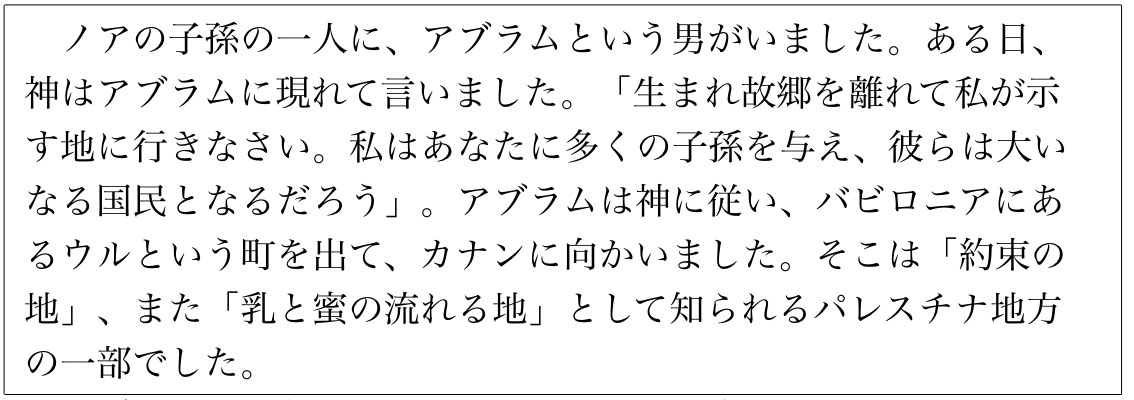 ノアの子孫の一人に、アブラムという男がいました。ある日、
神はアブラムに現れて言いました。「生まれ故郷を離れて私が示
す地に行きなさい。私はあなたに多くの子孫を与え、彼らは大い
なる国民となるだろう」。アブラムは神に従い、バビロニアにあ
るウルという町を出て、カナンに向かいました。そこは「約束の
地」、また「乳と蜜の流れる地」として知られるパレスチナ地方
の一部でした。